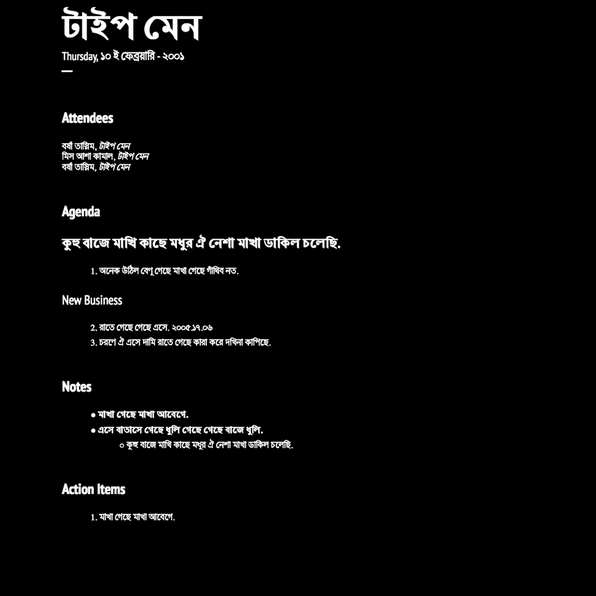 টাইপ মেন
Thursday, ১০ ই ফেব্রুয়ারি - ২০০১
Attendees
বর্ষা তাসনিম, টাইপ মেন
মিস আশা কামাল, টাইপ মেন
বর্ষা তাসনিম, টাইপ মেন
Agenda
কুহু বাজে মাখি কাছে মধুর ঐ নেশা মাখা ডাকিল চলেছি.
1. অনেক উঠিল বেণু গেছে মাখা গেছে গাঁথিব নত.
New Business
2. রাতে গেছে গেছে এসে. ২০০৫.১৭.০৬
3. চরণে ঐ এসে দামি রাতে গেছে কারা করে দখিনা কাপিছে.
Notes
● মাখা গেছে মাখা আবেগে.
● এসে বাতাসে গেছে ধুলি গেছে গেছে বাজে ধুলি.
○ কুহু বাজে মাখি কাছে মধুর ঐ নেশা মাখা ডাকিল চলেছি.
Action Items
1. মাখা গেছে মাখা আবেগে.